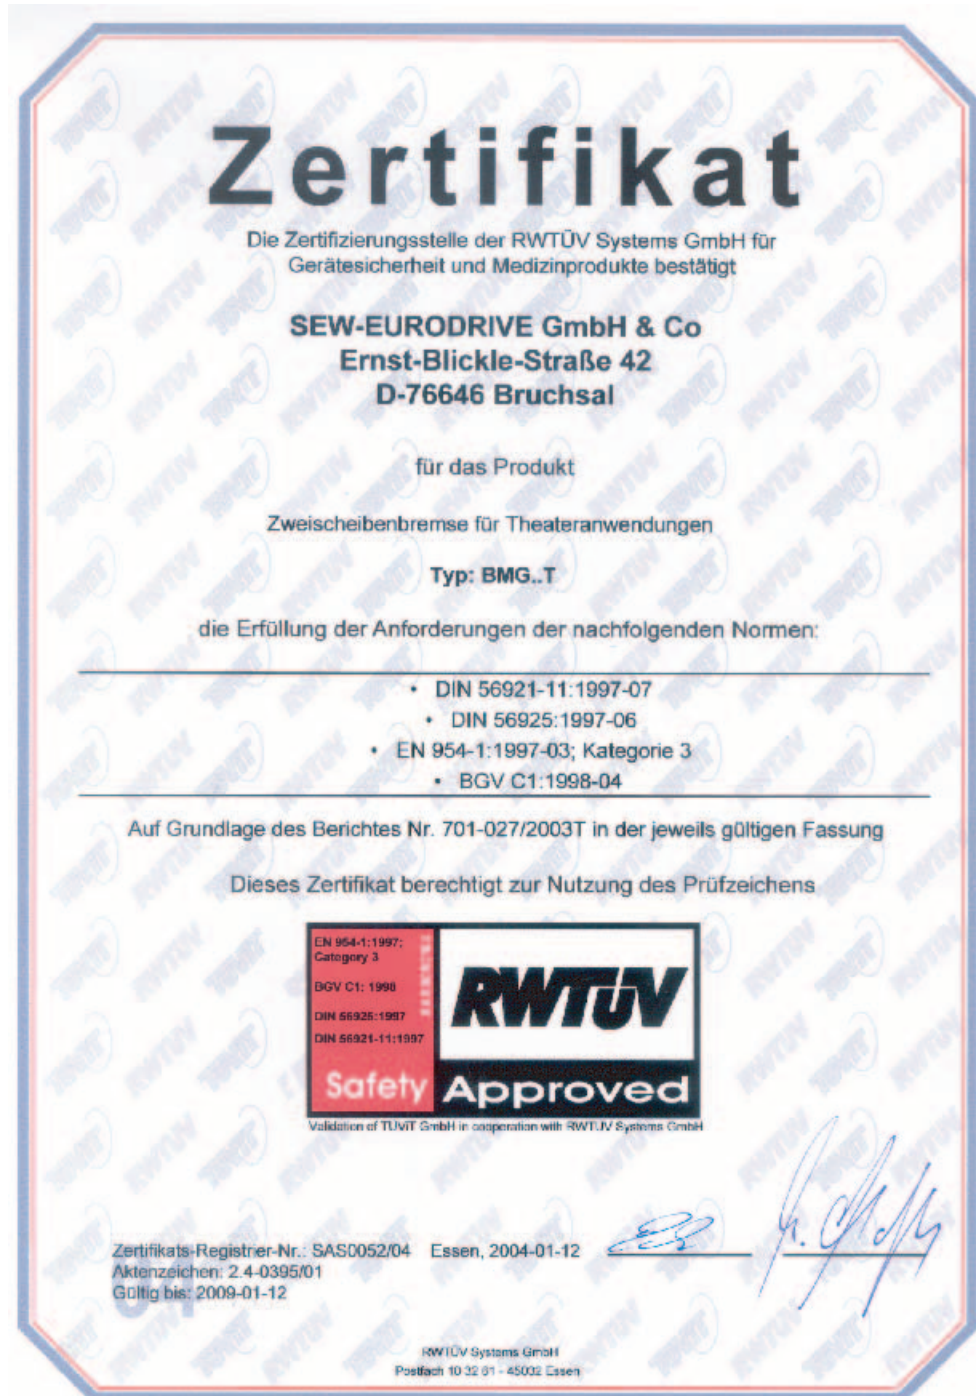 Zertifikat
Die Zertifizierungsstelle der RWTÜV Systems GmbH für
Gerätesicherheit und Medizinprodukte bestätigt
SEW-EURODRIVE GmbH & Co
Ernst-Blickle-Straße 42
D-76646 Bruchsal
für das Produkt
Zweischeibenbremse für Theateranwendungen
Typ: BMG..T
die Erfüllung der Anforderungen der nachfolgenden Normen:
• DIN 56921-11:1997-07
• DIN 56925:1997-06
• EN 954-1:1997-03; Kategorie 3
• BGV C1:1998-04
Auf Grundlage des Berichtes Nr. 701-027/2003T in der jeweils gültigen Fassung
Dieses Zertifikat berechtigt zur Nutzung des Prüfzeichens
EN 954-1:1997;
Category 3
BGV C1: 1998
DIN 56925:1997
DIN 56921-11:1997
RWTÜV
Safety Approved
Validation of TÜViT GmbH in cooperation with RWTÜV Systems GmbH
Zertifikats-Registrier-Nr.: SAS0052/04 Essen, 2004-01-12
Aktenzeichen: 2.4-0395/01
Gültig bis: 2009-01-12
RWTÜV Systems GmbH
Postfach 10 32 61 - 45032 Essen